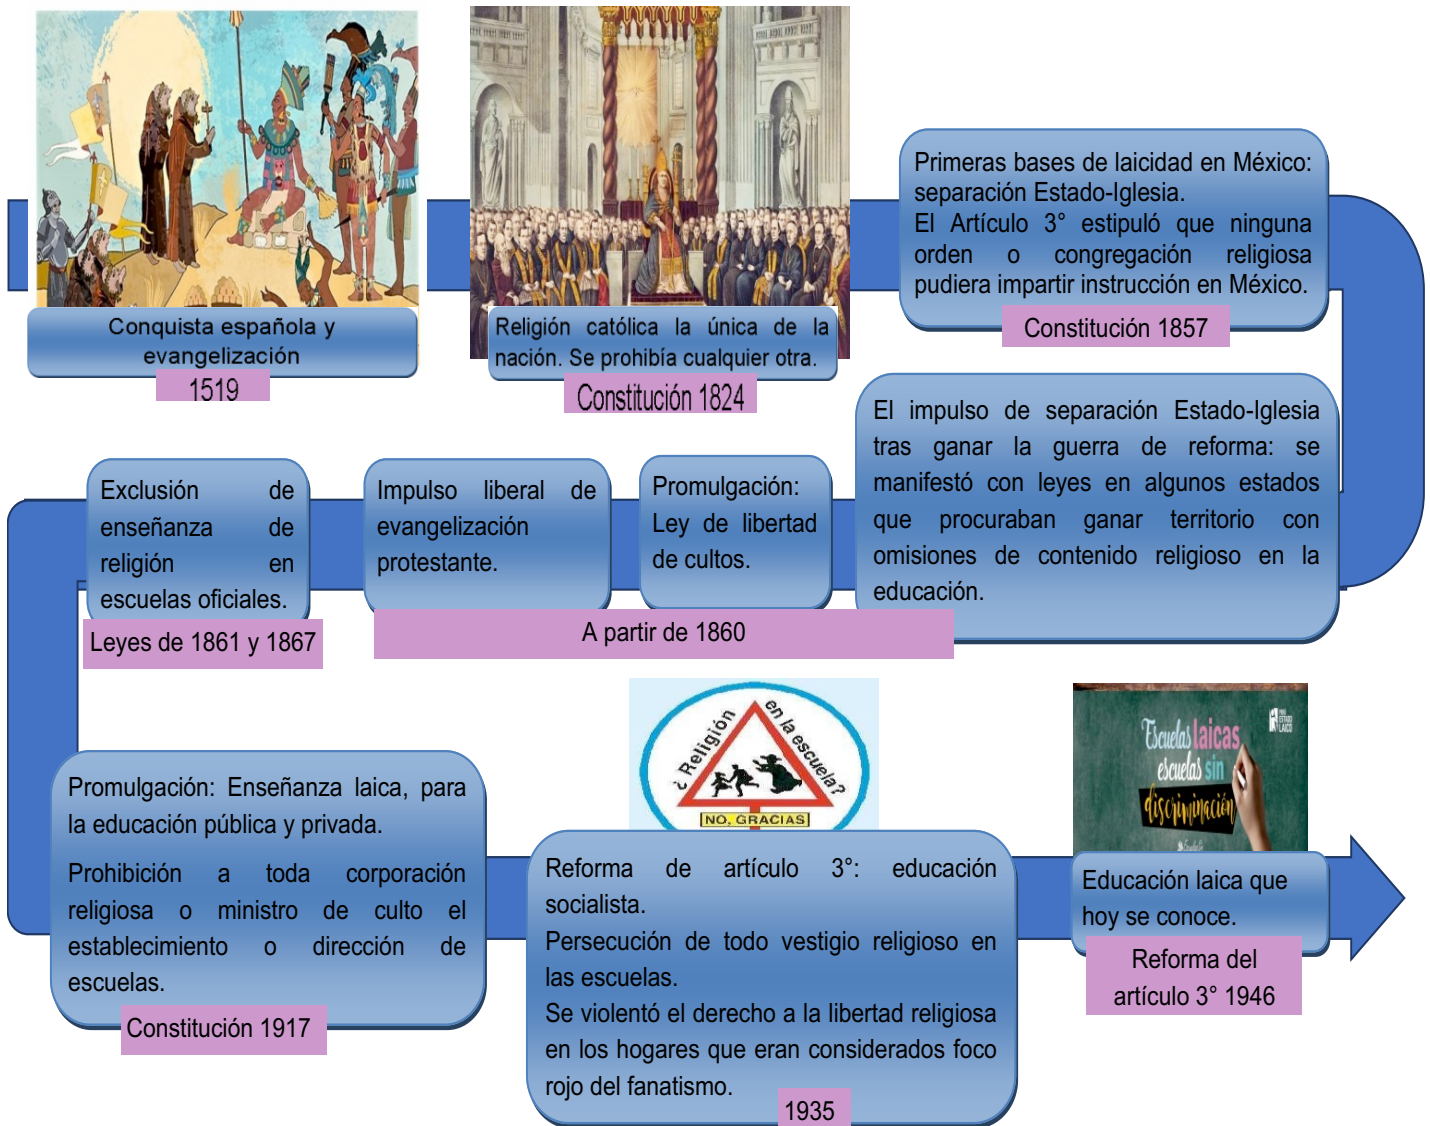 Conquista española y
evangelización
1519
Religión católica la única de la
nación. Se prohibía cualquier otra.
Constitución 1824
Primeras bases de laicidad en México:
separación Estado-Iglesia.
El Artículo 3° estipuló que ninguna
orden o congregación religiosa
pudiera impartir instrucción en México.
Constitución 1857
El impulso de separación Estado-Iglesia
tras ganar la guerra de reforma: se
manifestó con leyes en algunos estados
que procuraban ganar territorio con
omisiones de contenido religioso en la
educación.
Promulgación:
Ley de libertad
de cultos.
Impulso liberal de
evangelización
protestante.
A partir de 1860
Exclusión de
enseñanza de
religión en
escuelas oficiales.
Leyes de 1861 y 1867
Promulgación: Enseñanza laica, para
la educación pública y privada.
Prohibición a toda corporación
religiosa o ministro de culto el
establecimiento o dirección de
escuelas.
Constitución 1917
¿Religión en la escuela?
NO, GRACIAS
Reforma de artículo 3°: educación
socialista.
Persecución de todo vestigio religioso en
las escuelas.
Se violentó el derecho a la libertad religiosa
en los hogares que eran considerados foco
rojo del fanatismo.
1935
Escuelas laicas
escuelas sin
discriminación
ESTADO
LAICO
Educación laica que
hoy se conoce.
Reforma del
artículo 3° 1946